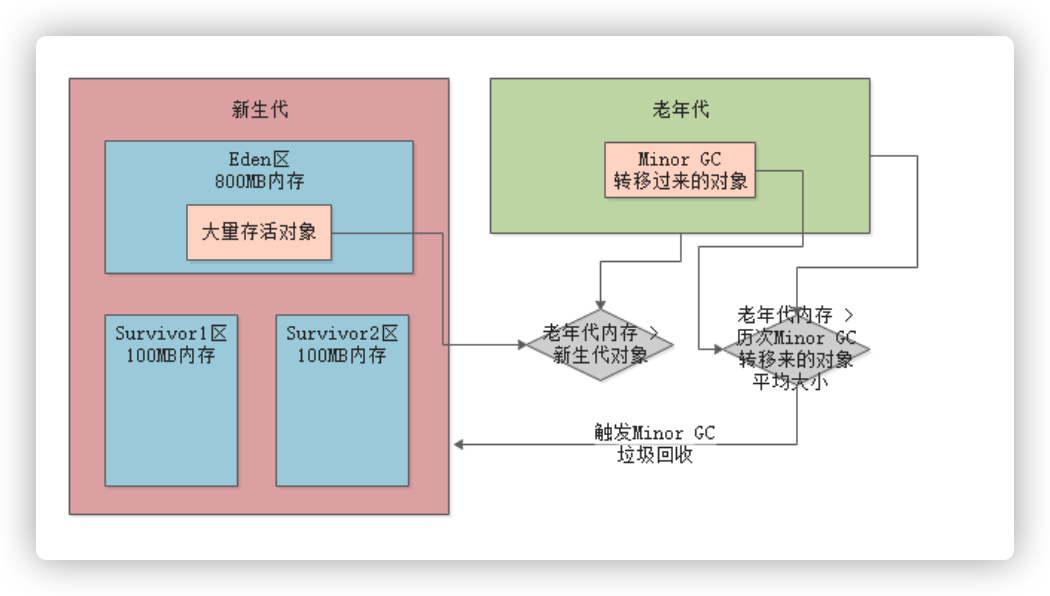 新生代
Eden区
800MB内存
大量存活对象
Survivor1区
100MB内存
Survivor2区
100MB内存
老年代
Minor GC
转移过来的对象
老年代内存 >
新生代对象
老年代内存 >
历次Minor GC
转移来的对象
平均大小
触发Minor GC
垃圾回收